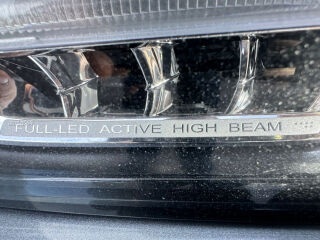 FULL-LED ACTIVE HIGH BEAM